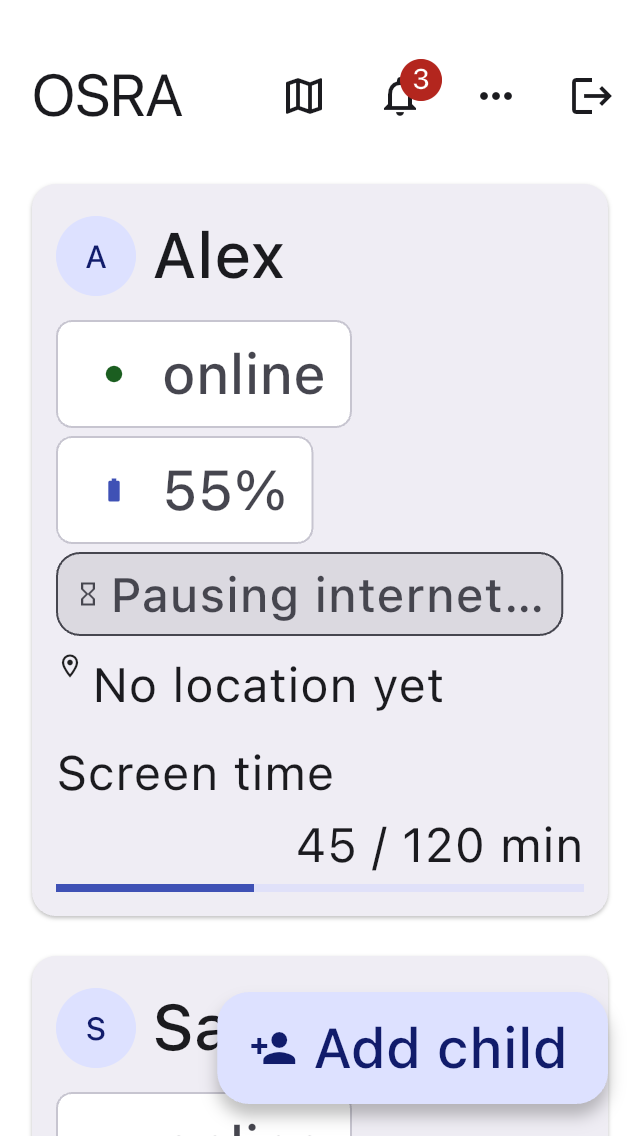 OSRA
3
A
Alex
online
55%
Pausing internet...
No location yet
Screen time
45 / 120 min
S
Add child